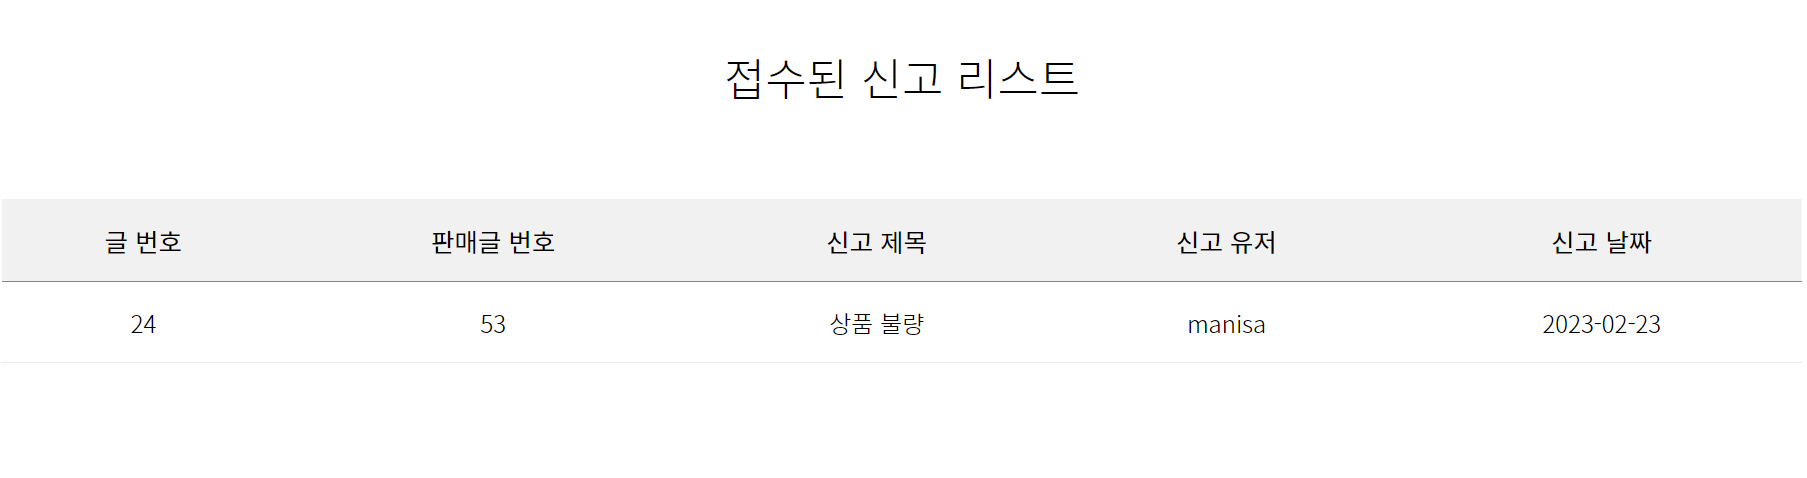 접수된 신고 리스트
글 번호 판매글 번호 신고 제목 신고 유저 신고 날짜
24 53 상품 불량 manisa 2023-02-23